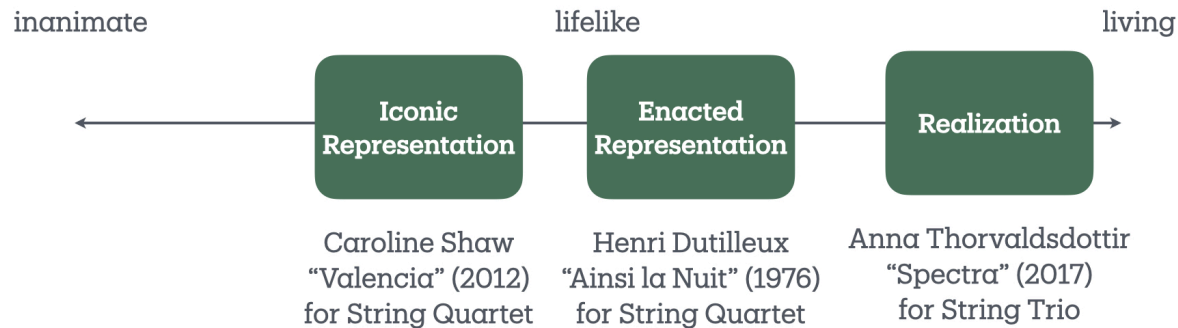 inanimate lifelike living
Iconic
Representation
Enacted
Representation
Realization
Caroline Shaw
“Valencia” (2012)
for String Quartet
Henri Dutilleux
“Ainsi la Nuit” (1976)
for String Quartet
Anna Thorvaldsdottir
“Spectra” (2017)
for String Trio